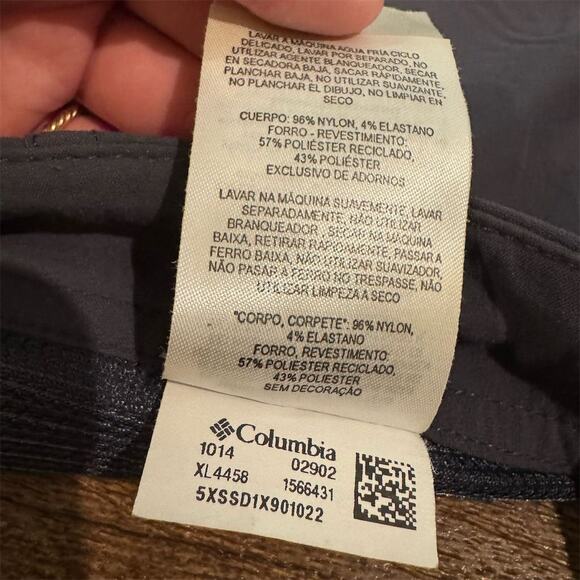 LAVAR A MÁQUINA AGUA FRÍA CICLO
DELICADO, LAVAR POR SEPARADO, NO
UTILIZAR AGENTE BLANQUEADOR, SECAR
EN SECADORA BAJA, SACAR RÁPIDAMENTE,
PLANCHAR BAJA, NO UTILIZAR SUAVIZANTE,
NO PLANCHAR EL DIBUJO, NO LIMPIAR EN
SECO
CUERPO: 96% NYLON, 4% ELASTANO
FORRO - REVESTIMIENTO:
57% POLIÉSTER RECICLADO,
43% POLIÉSTER
EXCLUSIVO DE ADORNOS
LAVAR NA MÁQUINA SUAVEMENTE, LAVAR
SEPARADAMENTE, NÃO UTILIZAR
BRANQUEADOR - SECAR NA MÁQUINA
BAIXA, RETIRAR RAPIDAMENTE, PASSAR A
FERRO BAIXA, NÃO UTILIZE SUAVIZADOR,
NÃO PASSAR A FERRO NO TRESPASSE, NÃO
UTILIZAR LIMPIEZA A SECO
"CORPO, CORPETE": 96% NYLON,
4% ELASTANO
FORRO, REVESTIMENTO:
57% POLIESTER RECICLADO,
43% POLIESTER
SEM DECORAÇÃO
Columbia
1014 02902
XL4458 1566431
5XSSD1X901022